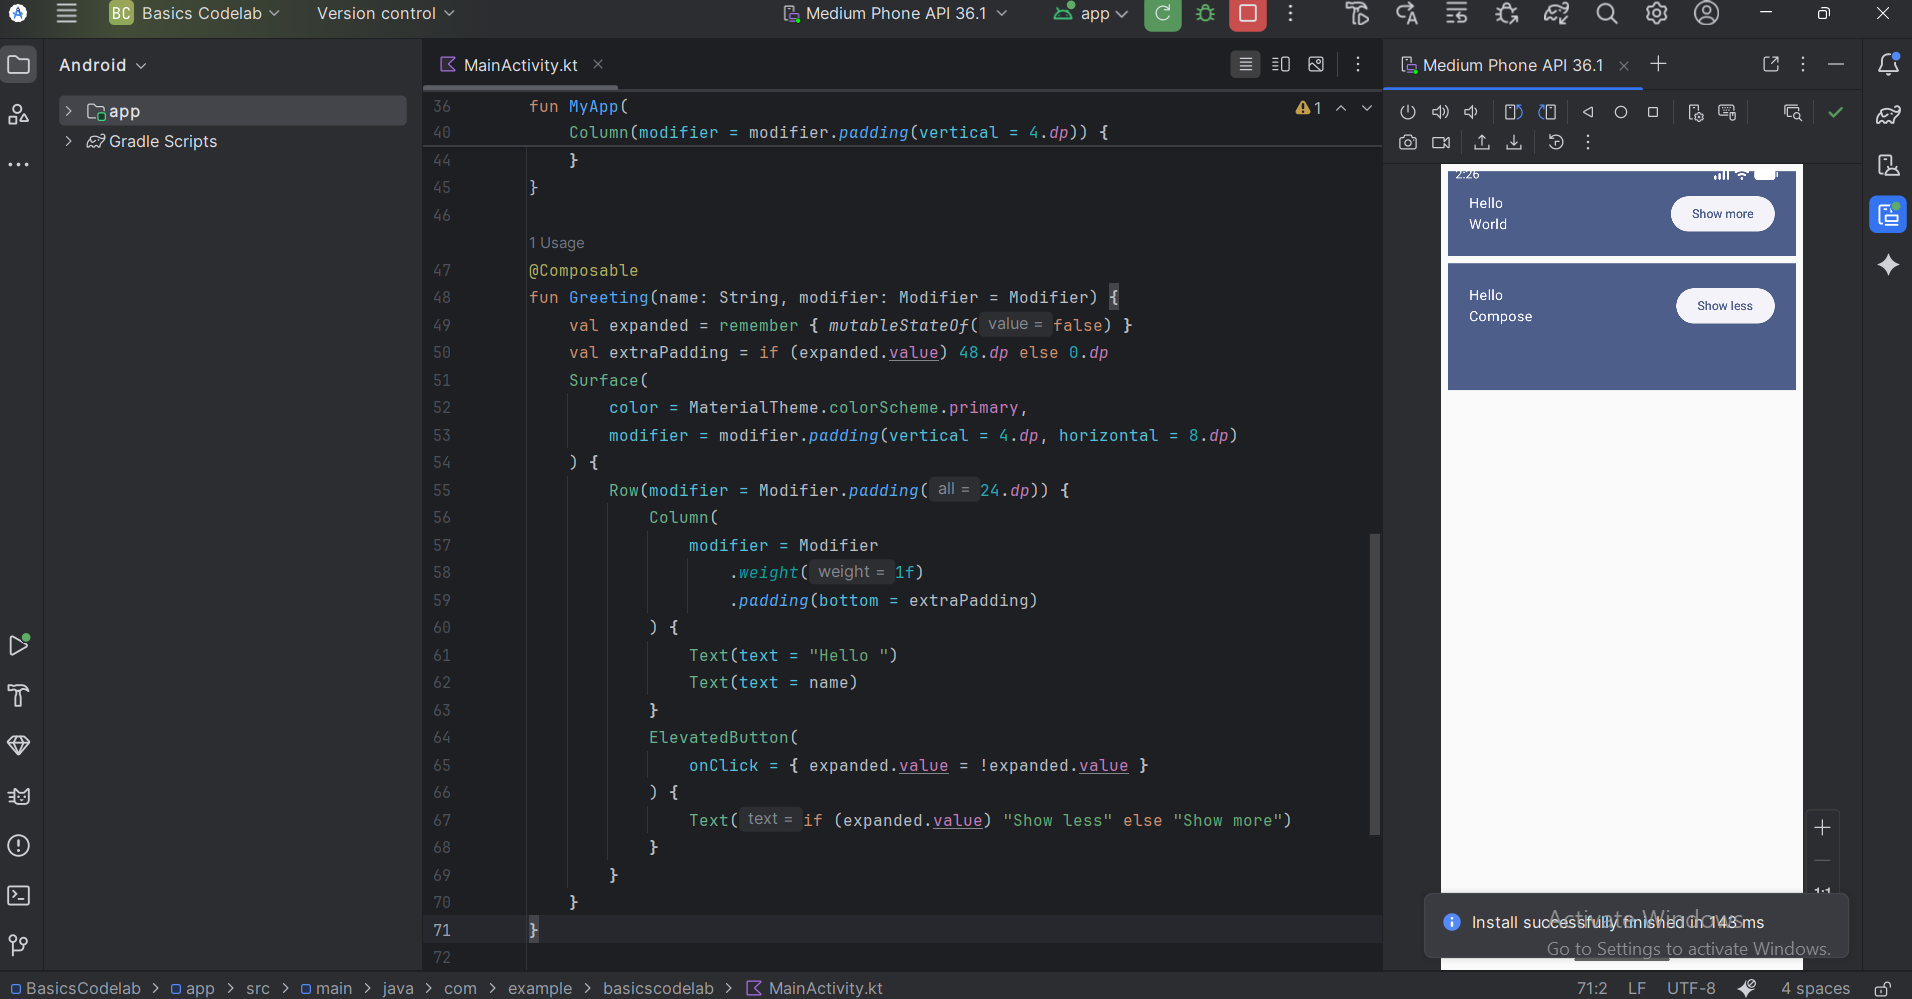 BC Basics Codelab
Version control
Medium Phone API 36.1
app
Android
app
Gradle Scripts
MainActivity.kt
1
36 fun MyApp(
40 Column(modifier = modifier.padding(vertical = 4.dp)) {
44 }
45 }
46
1 Usage
47 @Composable
48 fun Greeting(name: String, modifier: Modifier = Modifier) {
49 val expanded = remember { mutableStateOf( value = false) }
50 val extraPadding = if (expanded.value) 48.dp else 0.dp
51 Surface(
52 color = MaterialTheme.colorScheme.primary,
53 modifier = modifier.padding(vertical = 4.dp, horizontal = 8.dp)
54 ) {
55 Row(modifier = Modifier.padding( all = 24.dp)) {
56 Column(
57 modifier = Modifier
58 .weight( weight = 1f)
59 .padding(bottom = extraPadding)
60 ) {
61 Text(text = "Hello ")
62 Text(text = name)
63 }
64 ElevatedButton(
65 onClick = { expanded.value = !expanded.value }
66 ) {
67 Text( text = if (expanded.value) "Show less" else "Show more")
68 }
69 }
70 }
71 }
72
Medium Phone API 36.1
2:26
Hello
World
Show more
Hello
Compose
Show less
1:1
Install successfully finished in 143 ms
Activate Windows
Go to Settings to activate Windows.
BasicsCodelab > app > src > main > java > com > example > basicscodelab > MainActivity.kt
71:2 LF UTF-8 4 spaces